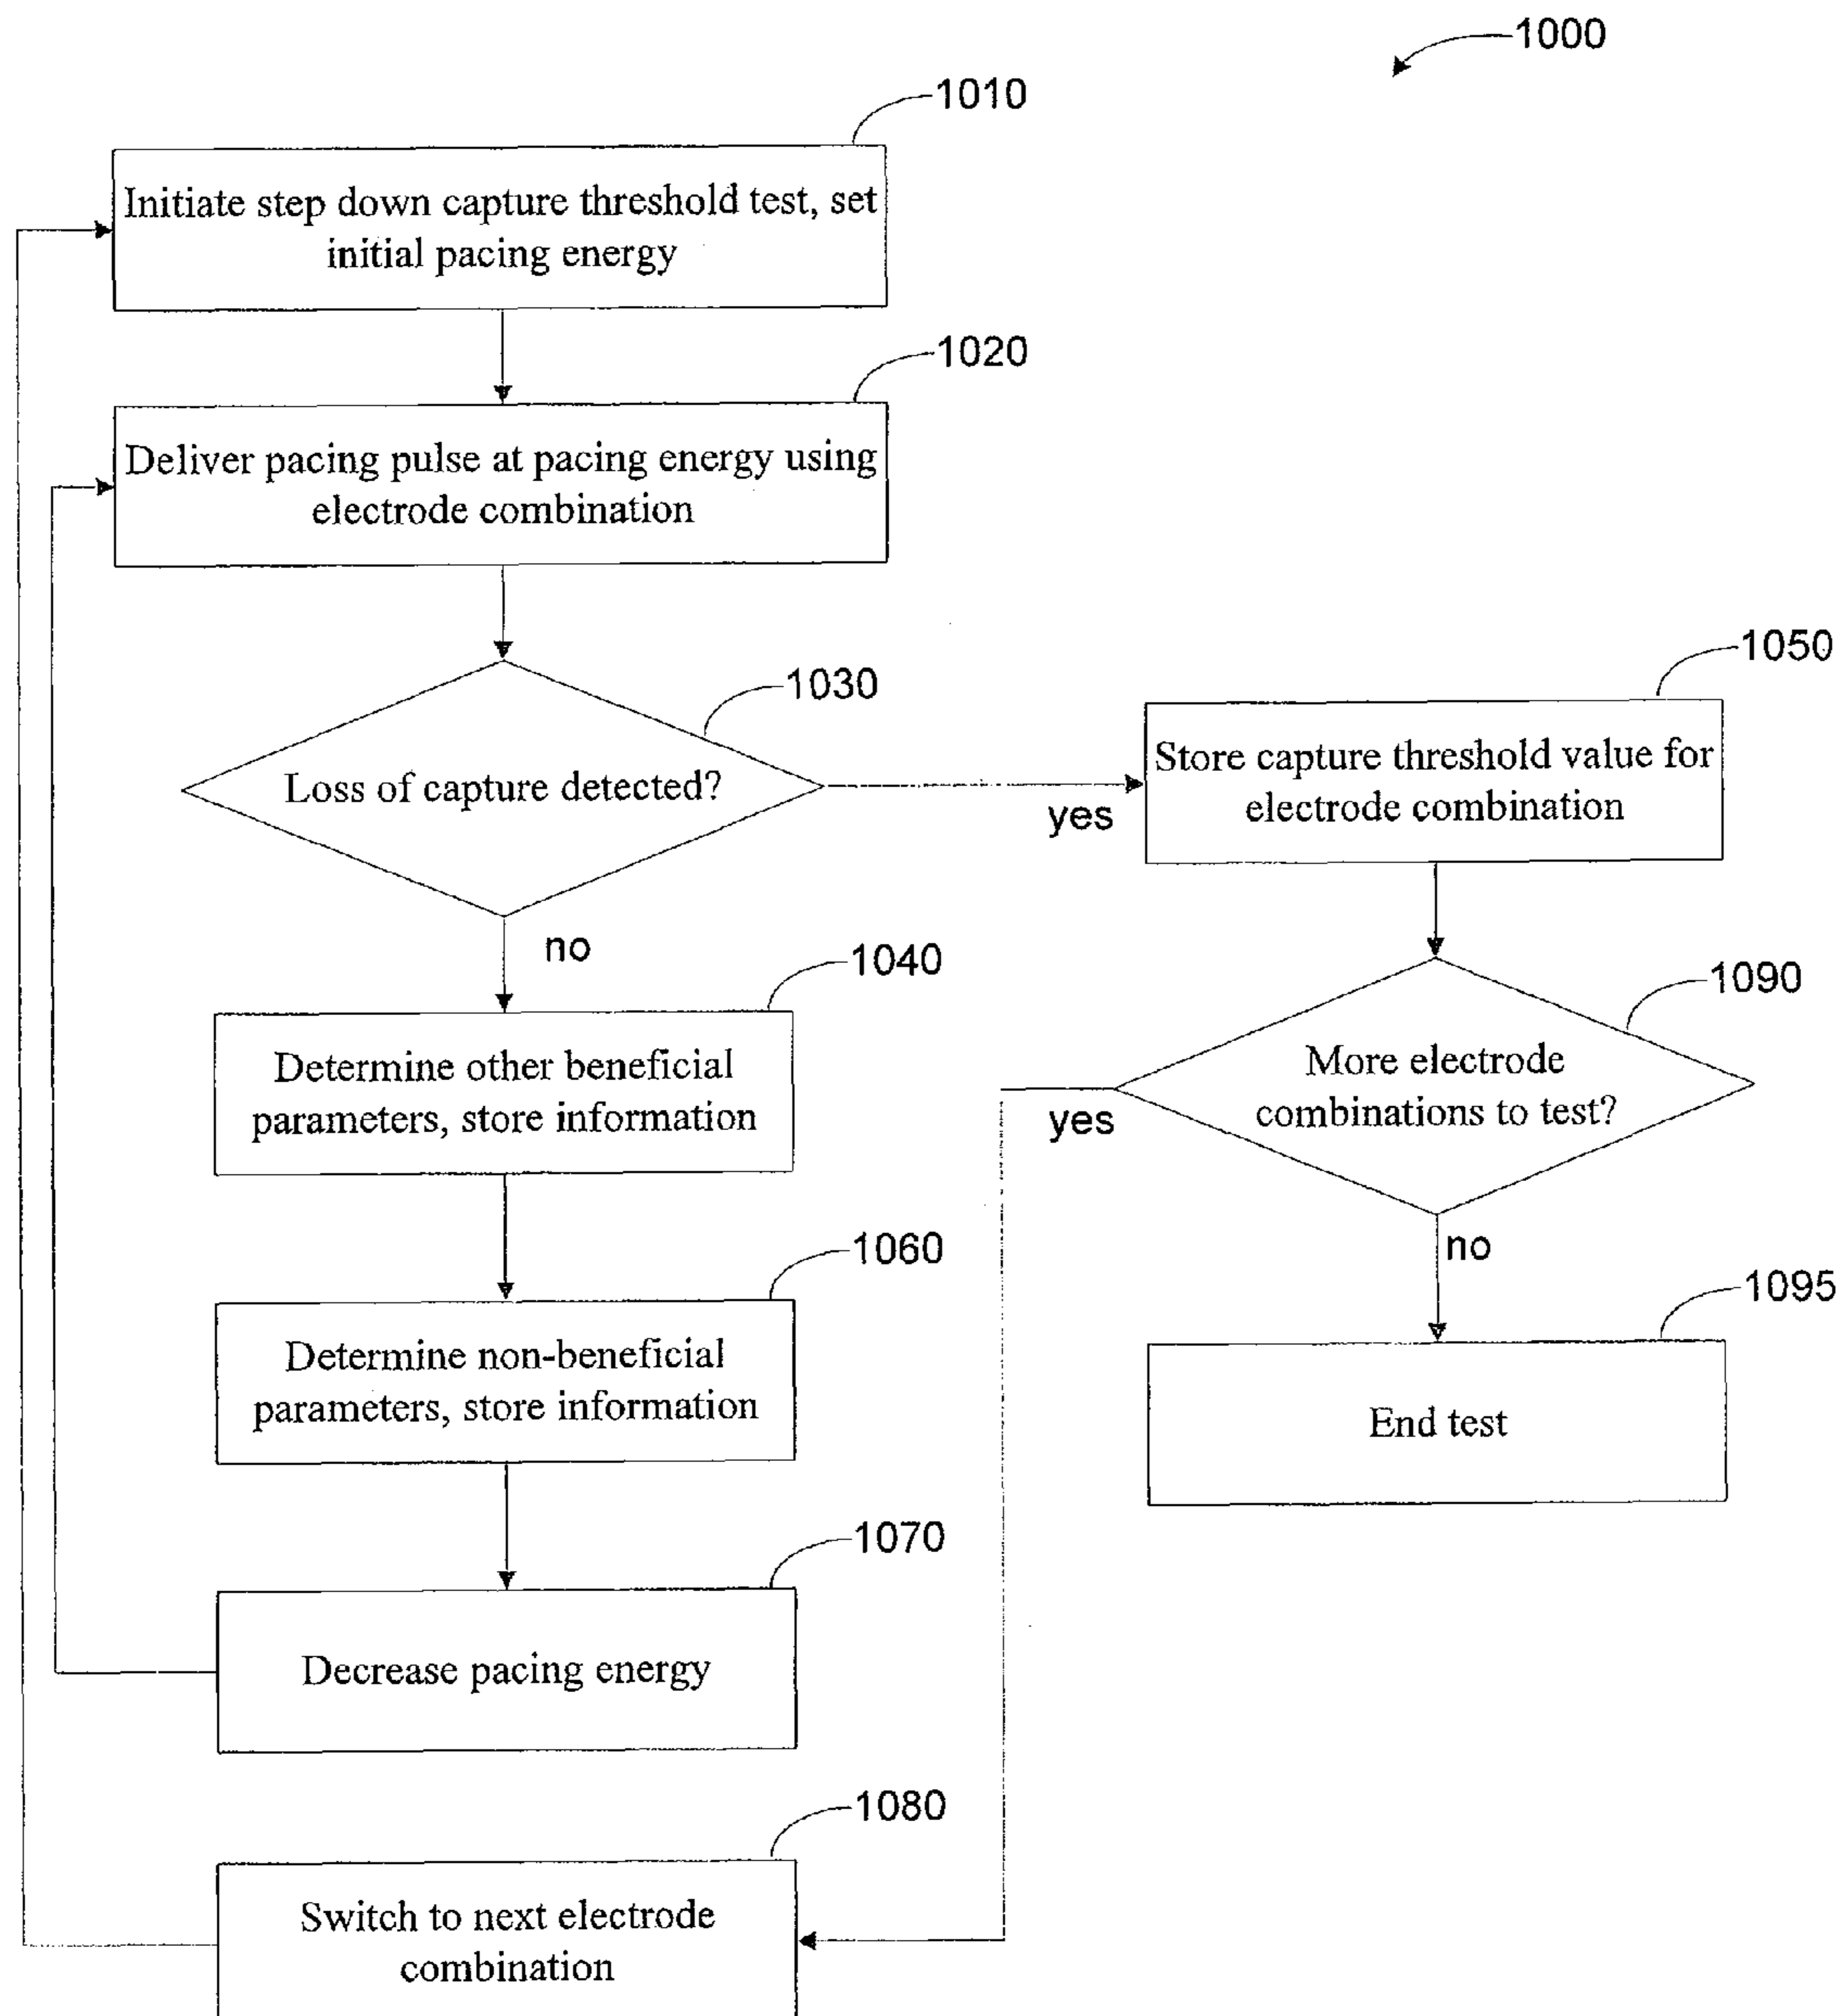 1000
1010
Initiate step down capture threshold test, set
initial pacing energy
1020
Deliver pacing pulse at pacing energy using
electrode combination
1030
Loss of capture detected?
yes
no
1050
Store capture threshold value for
electrode combination
1040
Determine other beneficial
parameters, store information
1090
More electrode
combinations to test?
yes
no
1060
Determine non-beneficial
parameters, store information
1095
End test
1070
Decrease pacing energy
1080
Switch to next electrode
combination